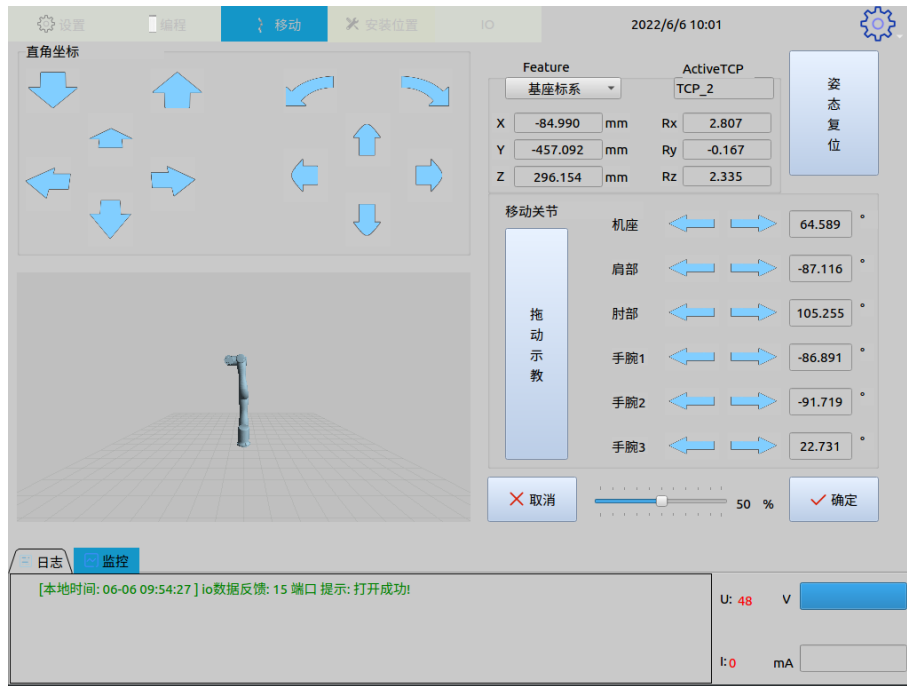 设置 编程 移动 安装位置 IO 2022/6/6 10:01
直角坐标
Feature ActiveTCP
基座标系 TCP_2
X -84.990 mm Rx 2.807
Y -457.092 mm Ry -0.167
Z 296.154 mm Rz 2.335
姿态复位
移动关节
拖动示教
机座 64.589 °
肩部 -87.116 °
肘部 105.255 °
手腕1 -86.891 °
手腕2 -91.719 °
手腕3 22.731 °
取消 50 % 确定
日志 监控
[本地时间: 06-06 09:54:27 ] io数据反馈: 15 端口 提示: 打开成功!
U: 48 V
I: 0 mA